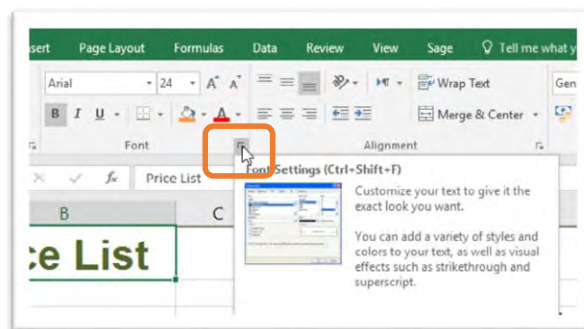 nsert Page Layout Formulas Data Review View Sage Tell me what y
Arial 24 A A Wrap Text Gen
B I U A Merge & Center
Font Alignment
fx Price List
B C
ce List
Font Settings (Ctrl+Shift+F)
Customize your text to give it the
exact look you want.
You can add a variety of styles and
colors to your text, as well as visual
effects such as strikethrough and
superscript.